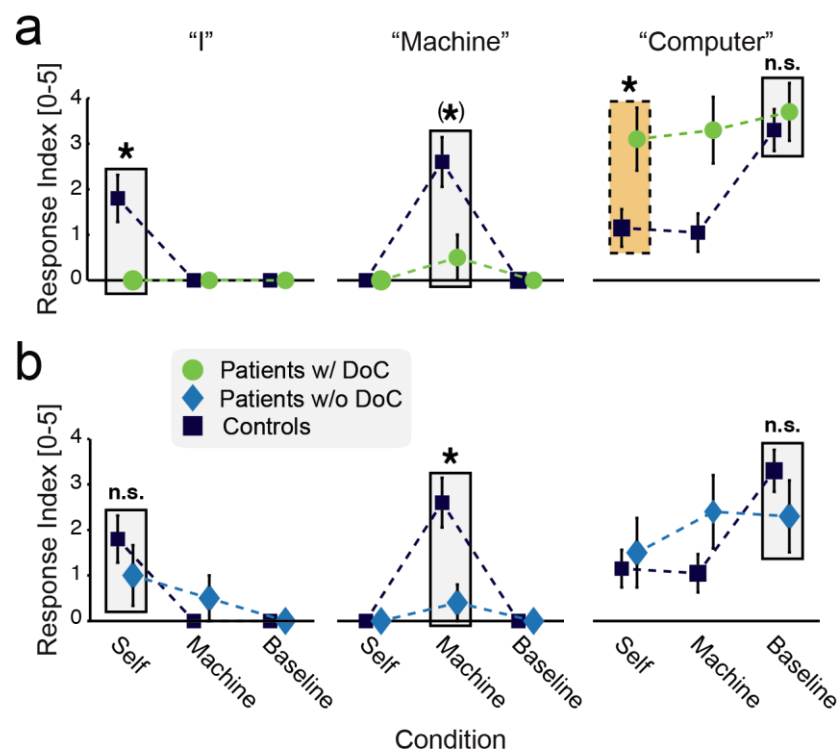 a
“I”
“Machine”
“Computer”
Response Index [0-5]
4
3
2
1
0
*
(*)
*
n.s.
b
Patients w/ DoC
Patients w/o DoC
Controls
Response Index [0-5]
4
3
2
1
0
n.s.
*
n.s.
Self
Machine
Baseline
Self
Machine
Baseline
Self
Machine
Baseline
Condition